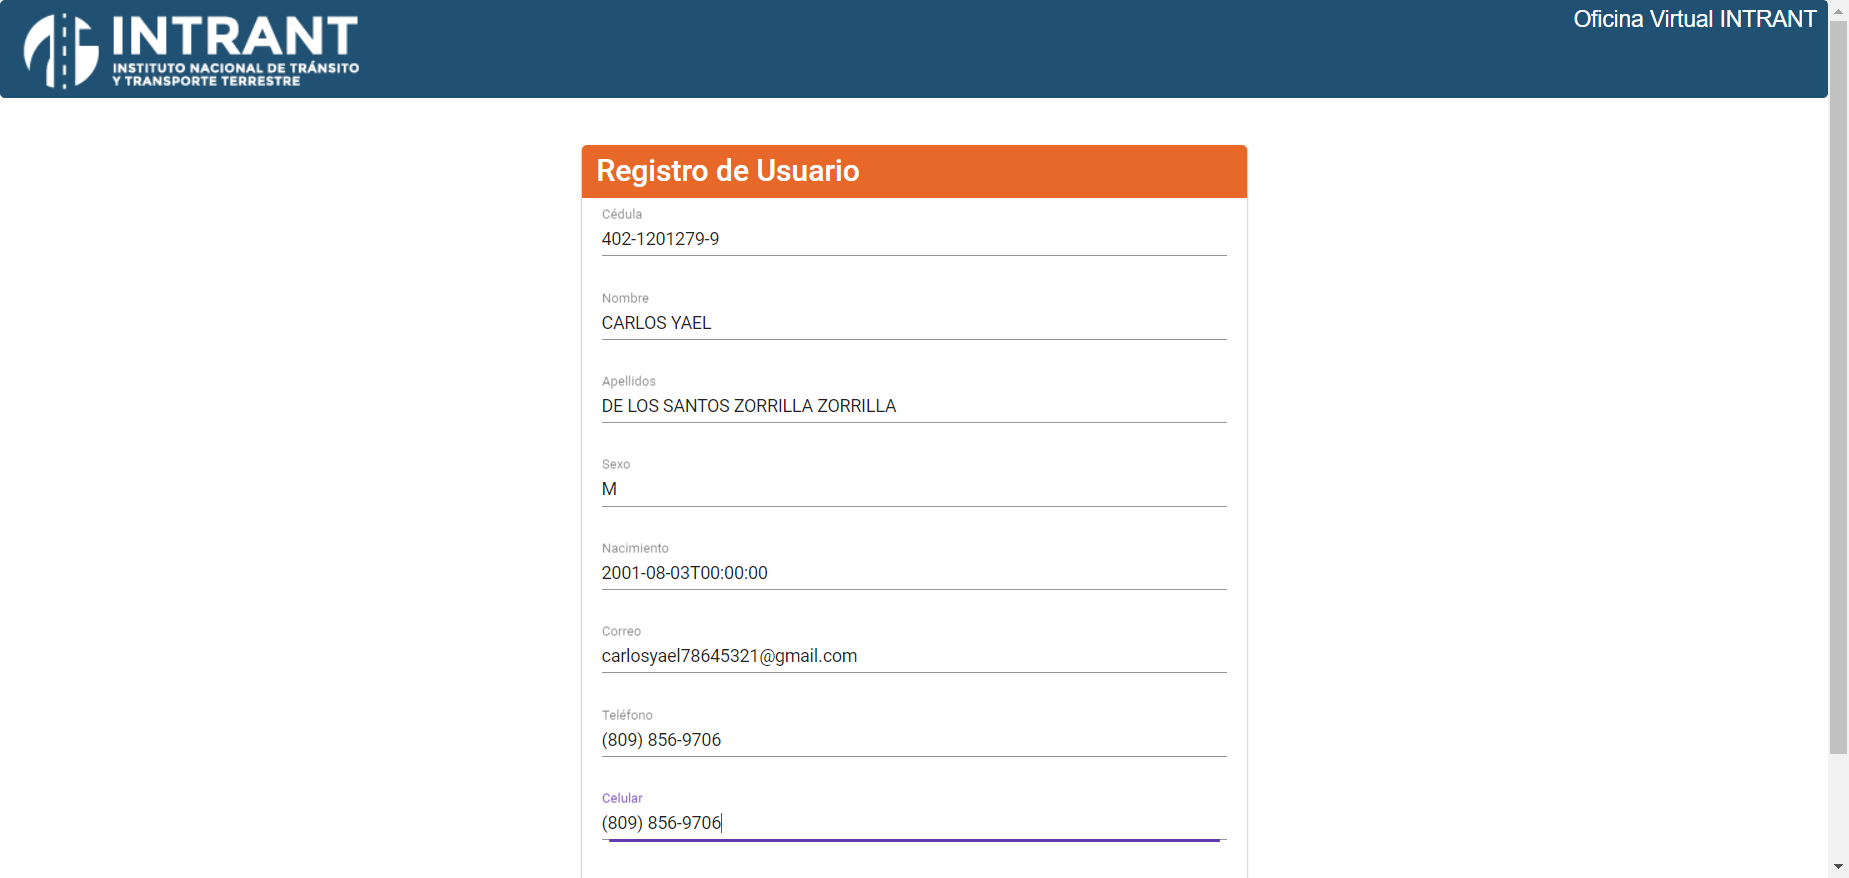 INTRANT
INSTITUTO NACIONAL DE TRÁNSITO
Y TRANSPORTE TERRESTRE
Oficina Virtual INTRANT
Registro de Usuario
Cédula
402-1201279-9
Nombre
CARLOS YAEL
Apellidos
DE LOS SANTOS ZORRILLA ZORRILLA
Sexo
M
Nacimiento
2001-08-03T00:00:00
Correo
carlosyael78645321@gmail.com
Teléfono
(809) 856-9706
Celular
(809) 856-9706